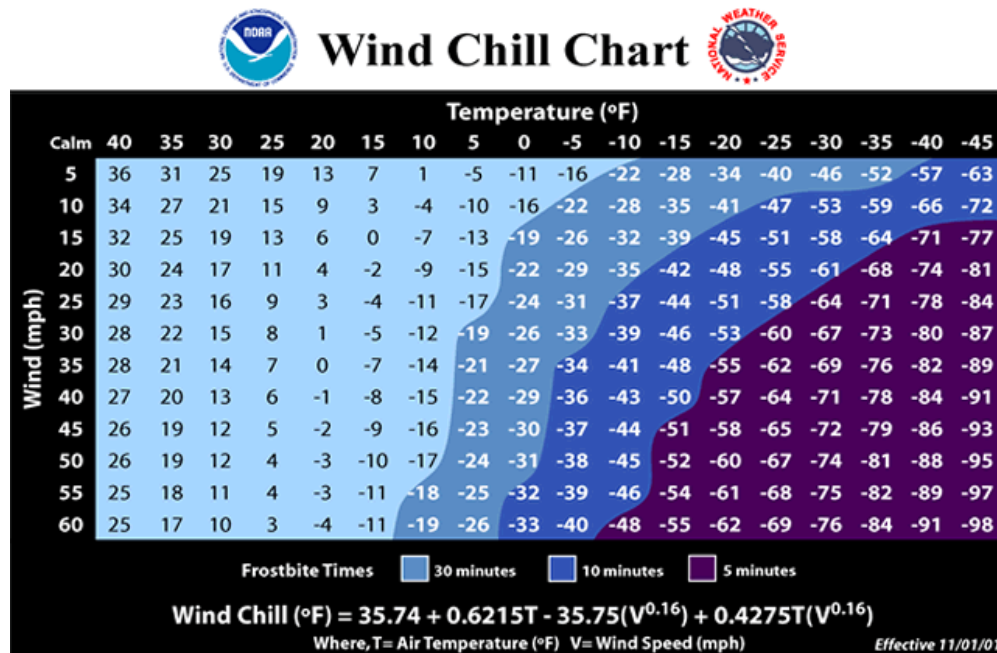 NOAA
NATIONAL OCEANIC AND ATMOSPHERIC ADMINISTRATION
U.S. DEPARTMENT OF COMMERCE
Wind Chill Chart
NATIONAL WEATHER SERVICE
Temperature (ºF)
Calm 40 35 30 25 20 15 10 5 0 -5 -10 -15 -20 -25 -30 -35 -40 -45
Wind (mph)
5 36 31 25 19 13 7 1 -5 -11 -16 -22 -28 -34 -40 -46 -52 -57 -63
10 34 27 21 15 9 3 -4 -10 -16 -22 -28 -35 -41 -47 -53 -59 -66 -72
15 32 25 19 13 6 0 -7 -13 -19 -26 -32 -39 -45 -51 -58 -64 -71 -77
20 30 24 17 11 4 -2 -9 -15 -22 -29 -35 -42 -48 -55 -61 -68 -74 -81
25 29 23 16 9 3 -4 -11 -17 -24 -31 -37 -44 -51 -58 -64 -71 -78 -84
30 28 22 15 8 1 -5 -12 -19 -26 -33 -39 -46 -53 -60 -67 -73 -80 -87
35 28 21 14 7 0 -7 -14 -21 -27 -34 -41 -48 -55 -62 -69 -76 -82 -89
40 27 20 13 6 -1 -8 -15 -22 -29 -36 -43 -50 -57 -64 -71 -78 -84 -91
45 26 19 12 5 -2 -9 -16 -23 -30 -37 -44 -51 -58 -65 -72 -79 -86 -93
50 26 19 12 4 -3 -10 -17 -24 -31 -38 -45 -52 -60 -67 -74 -81 -88 -95
55 25 18 11 4 -3 -11 -18 -25 -32 -39 -46 -54 -61 -68 -75 -82 -89 -97
60 25 17 10 3 -4 -11 -19 -26 -33 -40 -48 -55 -62 -69 -76 -84 -91 -98
Frostbite Times 30 minutes 10 minutes 5 minutes
Wind Chill (ºF) = 35.74 + 0.6215T - 35.75(V^0.16) + 0.4275T(V^0.16)
Where, T= Air Temperature (ºF) V= Wind Speed (mph)
Effective 11/01/01